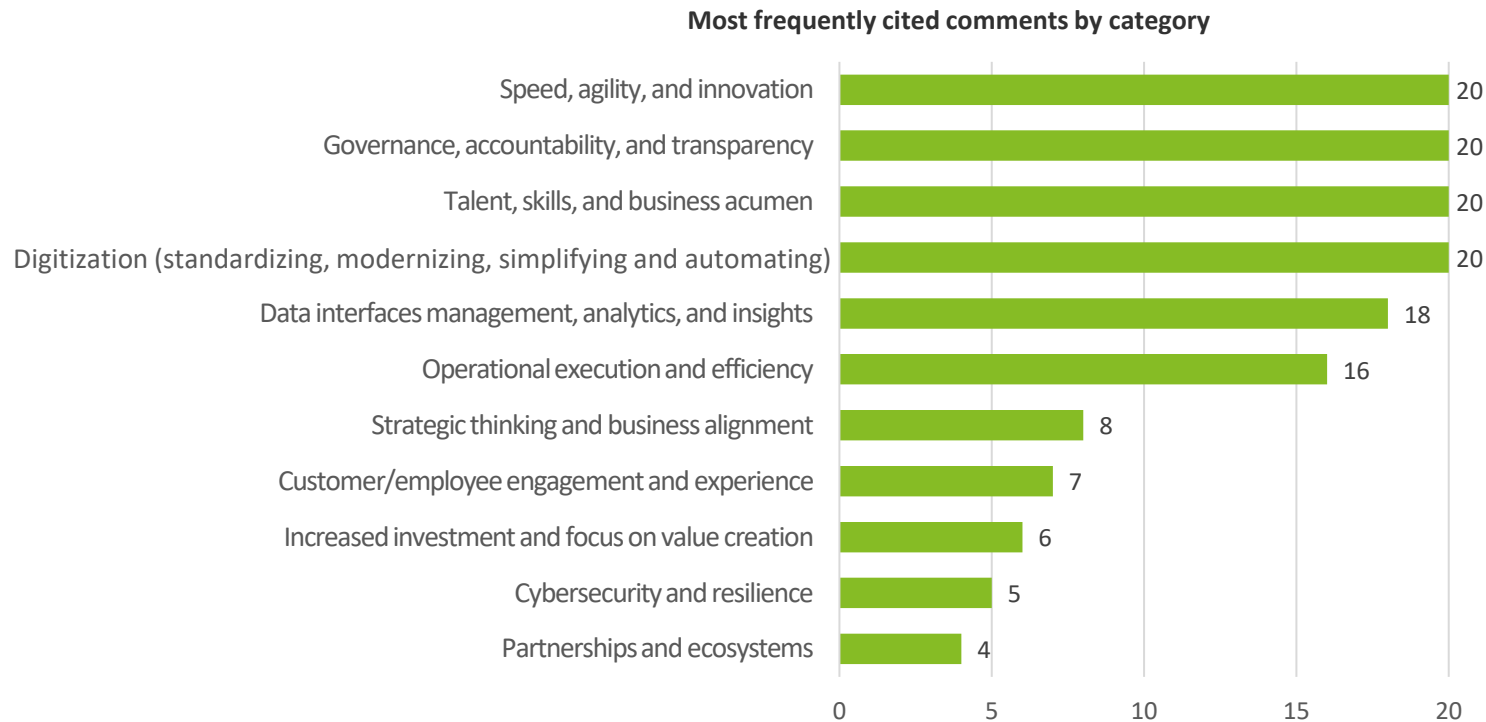 Most frequently cited comments by category
Speed, agility, and innovation 20
Governance, accountability, and transparency 20
Talent, skills, and business acumen 20
Digitization (standardizing, modernizing, simplifying and automating) 20
Data interfaces management, analytics, and insights 18
Operational execution and efficiency 16
Strategic thinking and business alignment 8
Customer/employee engagement and experience 7
Increased investment and focus on value creation 6
Cybersecurity and resilience 5
Partnerships and ecosystems 4
0 5 10 15 20